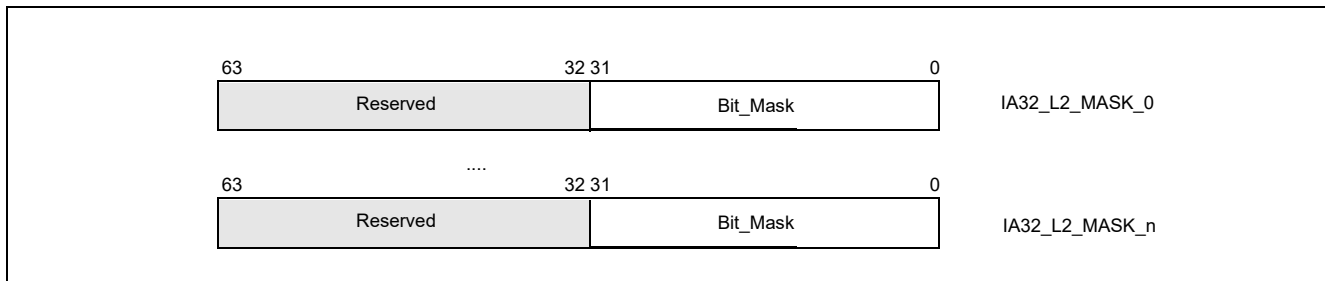 63 32 31 0
Reserved Bit_Mask IA32_L2_MASK_0
....
63 32 31 0
Reserved Bit_Mask IA32_L2_MASK_n